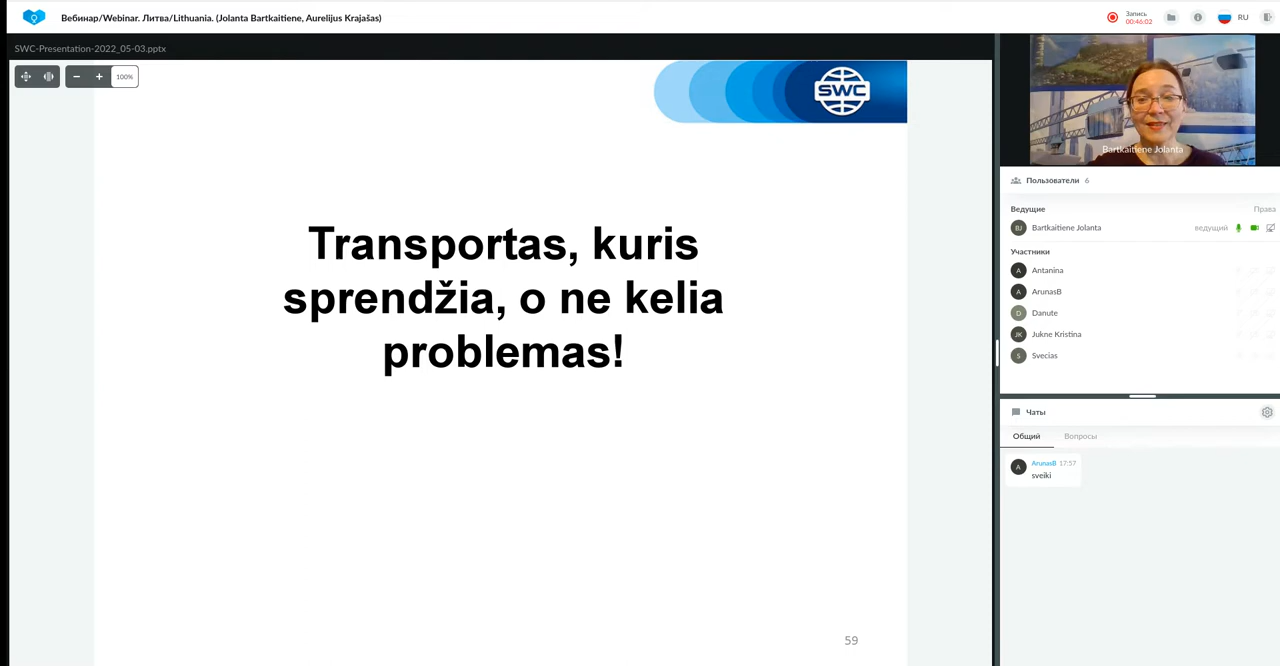 Вебинар/Webinar. Литва/Lithuania. (Jolanta Bartkaitiene, Aurelijus Krajašas)
Запись
00:46:02
RU
SWC-Presentation-2022_05-03.pptx
100%
SWC
Transportas, kuris
sprendžia, o ne kelia
problemas!
59
Bartkaitiene Jolanta
Пользователи 6
Ведущие
Права
BJ Bartkaitiene Jolanta ведущий
Участники
A Antanina
A ArunasB
D Danute
JK Jukne Kristina
S Svecias
Чаты
Общий Вопросы
A ArunasB 17:57
sveiki